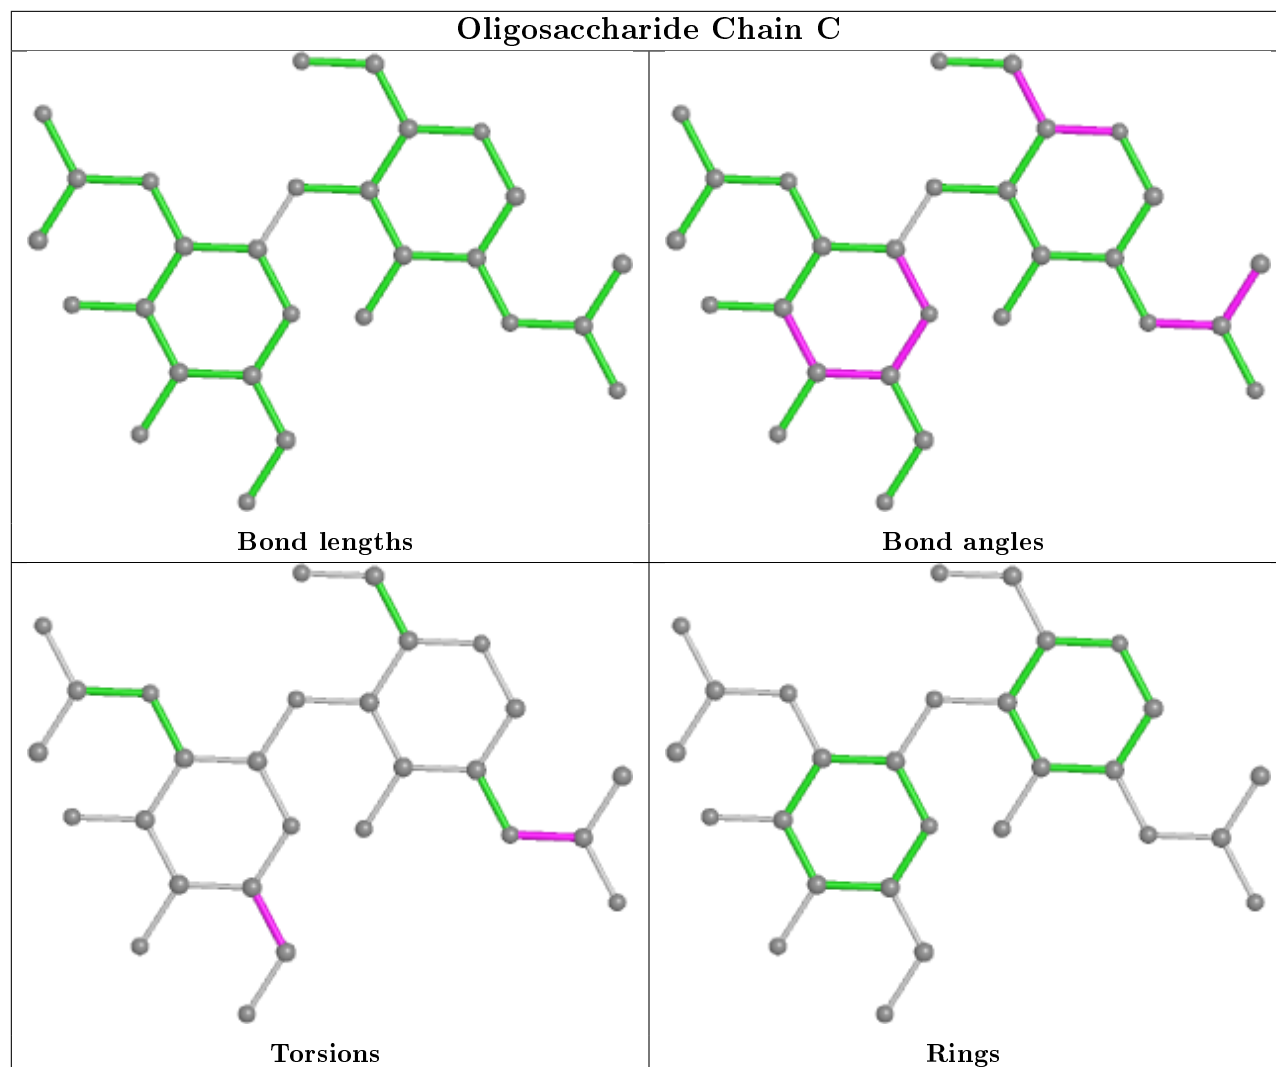 Oligosaccharide Chain C
Bond lengths
Bond angles
Torsions
Rings